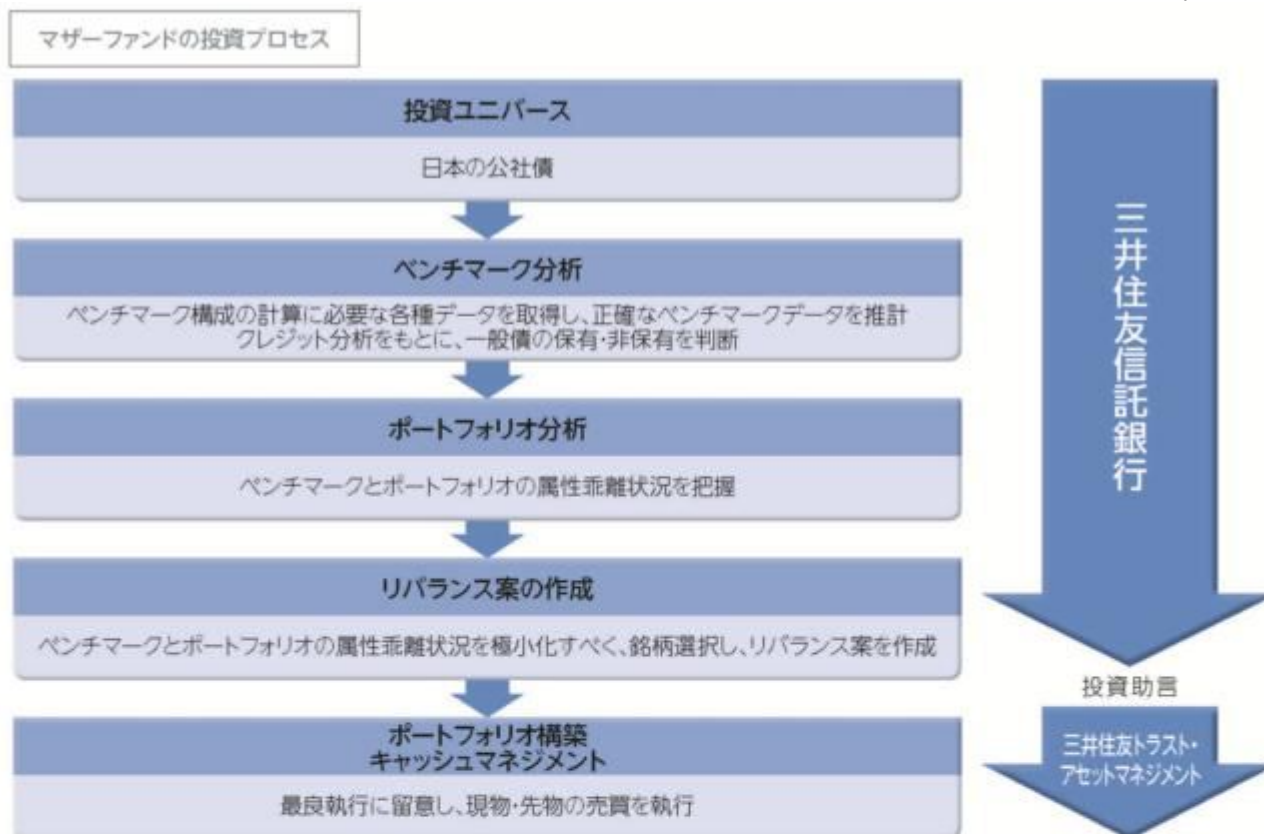 マザーファンドの投資プロセス
投資ユニバース
日本の公社債
ベンチマーク分析
ベンチマーク構成の計算に必要な各種データを取得し、正確なベンチマークデータを推計
クレジット分析をもとに、一般債の保有・非保有を判断
ポートフォリオ分析
ベンチマークとポートフォリオの属性乖離状況を把握
リバランス案の作成
ベンチマークとポートフォリオの属性乖離状況を極小化すべく、銘柄選択し、リバランス案を作成
ポートフォリオ構築
キャッシュマネジメント
最良執行に留意し、現物・先物の売買を執行
三井住友信託銀行
投資助言
三井住友トラスト・
アセットマネジメント